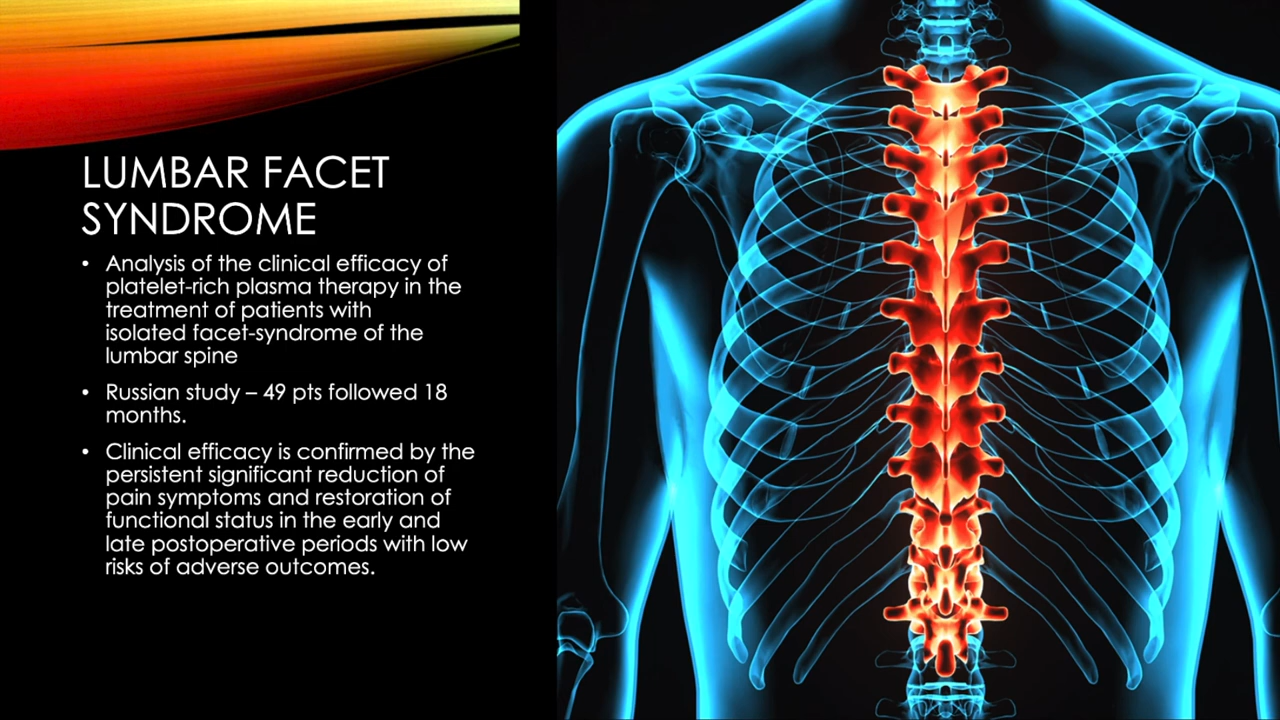 LUMBAR FACET
SYNDROME
• Analysis of the clinical efficacy of
platelet-rich plasma therapy in the
treatment of patients with
isolated facet-syndrome of the
lumbar spine
• Russian study – 49 pts followed 18
months.
• Clinical efficacy is confirmed by the
persistent significant reduction of
pain symptoms and restoration of
functional status in the early and
late postoperative periods with low
risks of adverse outcomes.